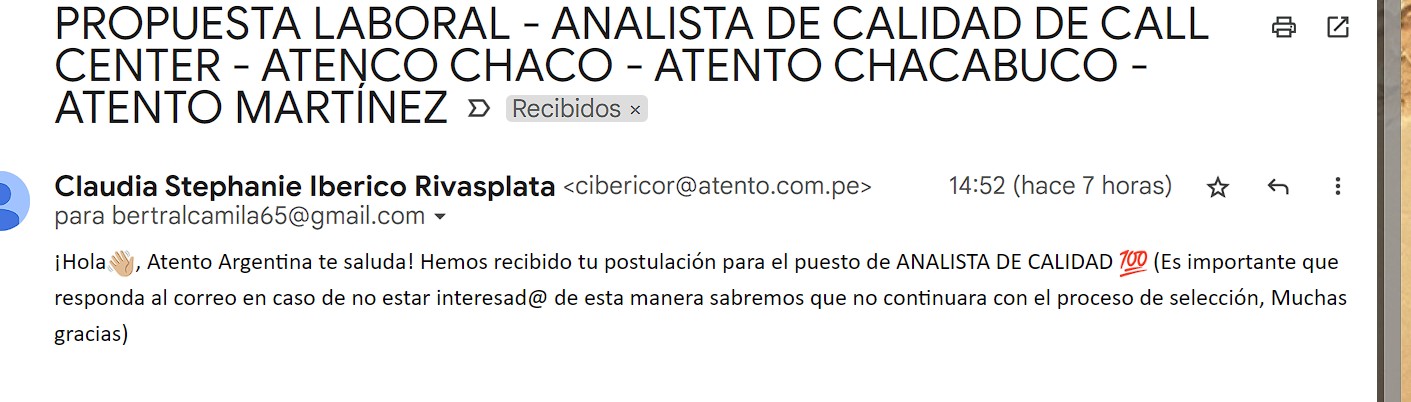 PROPUESTA LABORAL - ANALISTA DE CALIDAD DE CALL
CENTER - ATENCO CHACO - ATENTO CHACABUCO -
ATENTO MARTÍNEZ Recibidos ×
Claudia Stephanie Iberico Rivasplata <cibericor@atento.com.pe> 14:52 (hace 7 horas)
para bertralcamila65@gmail.com
¡Hola👋🏼, Atento Argentina te saluda! Hemos recibido tu postulación para el puesto de ANALISTA DE CALIDAD 💯 (Es importante que
responda al correo en caso de no estar interesad@ de esta manera sabremos que no continuara con el proceso de selección, Muchas
gracias)